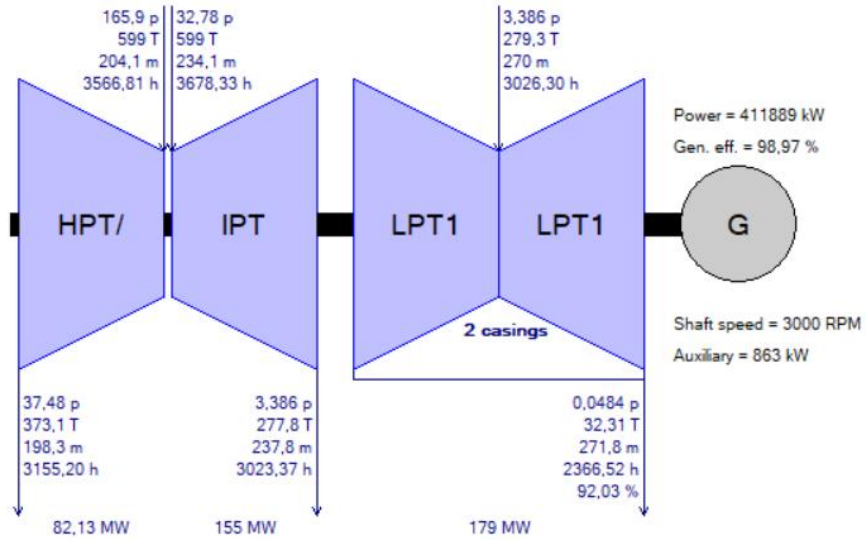 165,9 p
599 T
204,1 m
3566,81 h
32,78 p
599 T
234,1 m
3678,33 h
3,386 p
279,3 T
270 m
3026,30 h
Power = 411889 kW
Gen. eff. = 98,97 %
HPT/
IPT
LPT1
LPT1
G
2 casings
Shaft speed = 3000 RPM
Auxiliary = 863 kW
37,48 p
373,1 T
198,3 m
3155,20 h
3,386 p
277,8 T
237,8 m
3023,37 h
0,0484 p
32,31 T
271,8 m
2366,52 h
92,03 %
82,13 MW
155 MW
179 MW